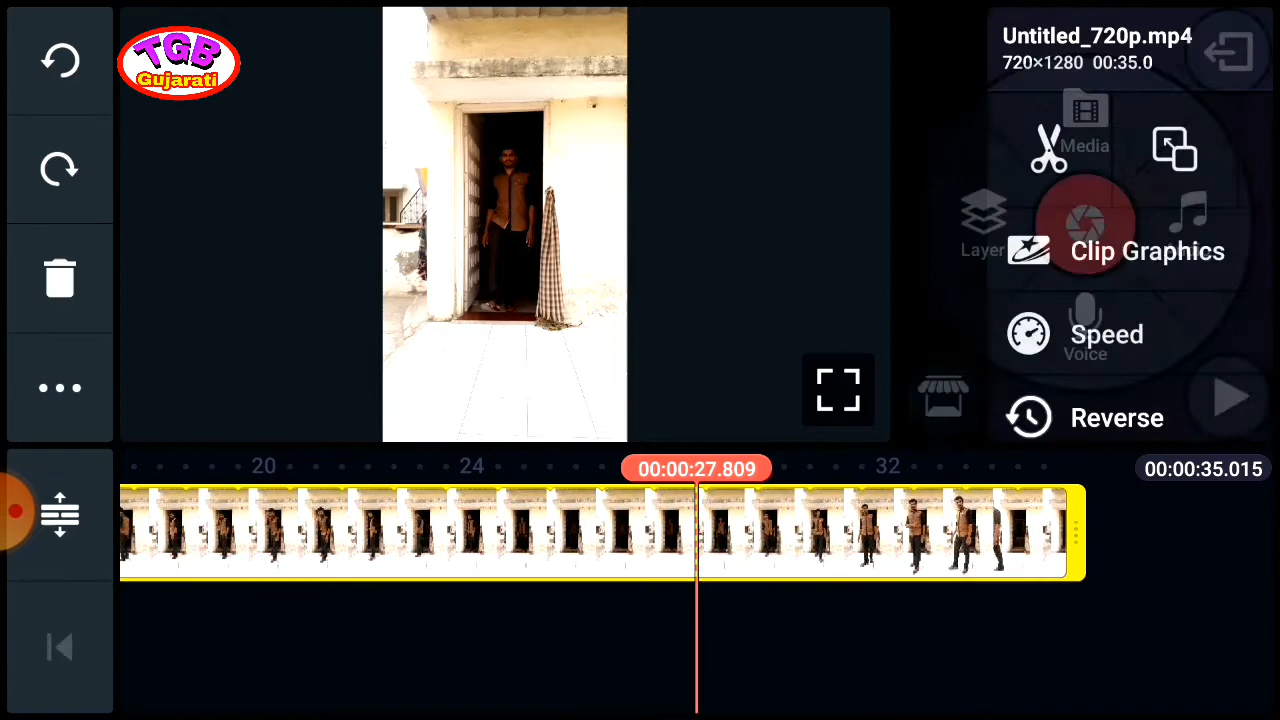 TGB
Gujarati
Untitled_720p.mp4
720×1280 00:35.0
Media
Layer
Clip Graphics
Speed
Voice
Reverse
20
24
00:00:27.809
32
00:00:35.015